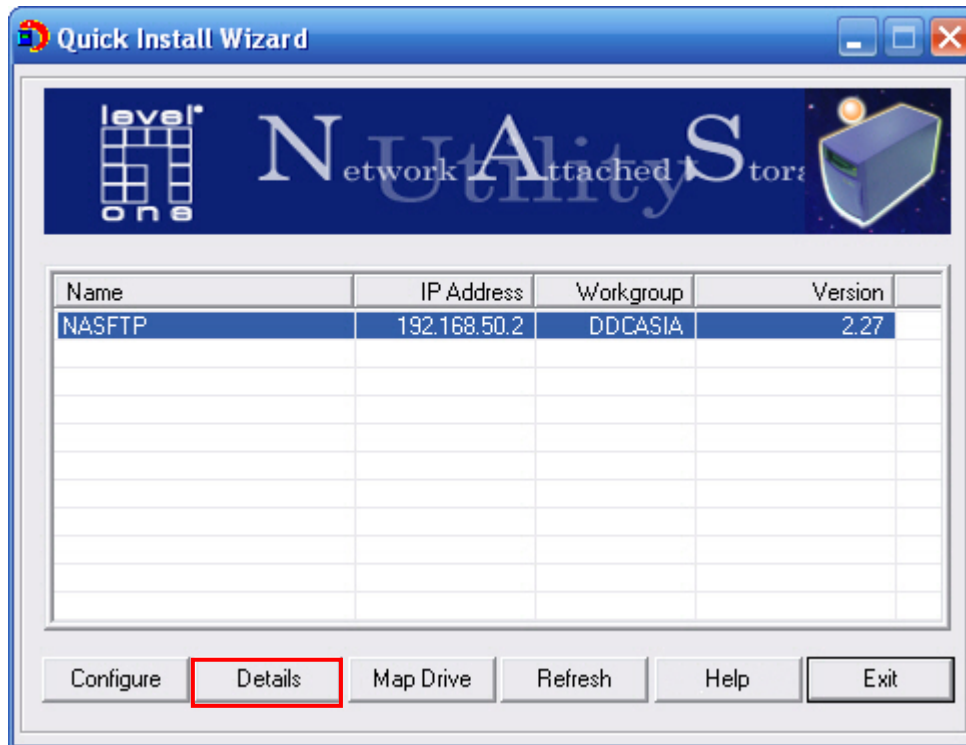 Quick Install Wizard
level
one
Network Attached Stora
Utility
Name IP Address Workgroup Version
NASFTP 192.168.50.2 DDCASIA 2.27
Configure Details Map Drive Refresh Help Exit